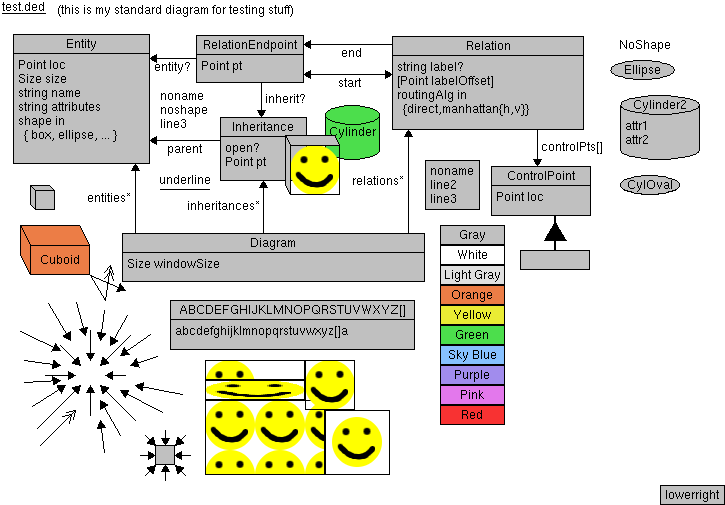 test.ded (this is my standard diagram for testing stuff)
Entity
Point loc
Size size
string name
string attributes
shape in
{ box, ellipse, ... }
entity?
RelationEndpoint
Point pt
end
start
Relation
string label?
[Point labelOffset]
routingAlg in
{direct,manhattan{h,v}}
NoShape
Ellipse
Cylinder2
attr1
attr2
CylOval
noname
noshape
line3
inherit?
parent
Inheritance
open?
Point pt
Cylinder
controlPts[]
underline
noname
line2
line3
ControlPoint
Point loc
entities*
inheritances*
relations*
Cuboid
Diagram
Size windowSize
Gray
White
Light Gray
Orange
Yellow
Green
Sky Blue
Purple
Pink
Red
ABCDEFGHIJKLMNOPQRSTUVWXYZ[]
abcdefghijklmnopqrstuvwxyz[]a
lowerright